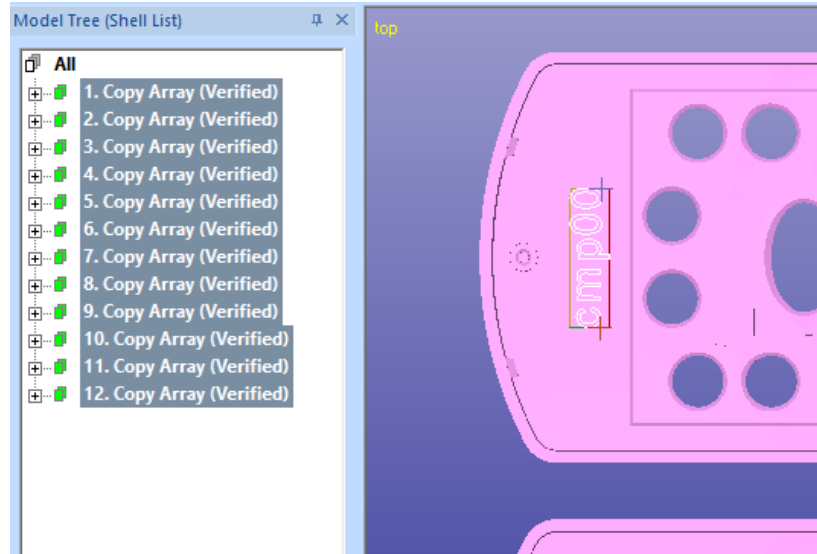 Model Tree (Shell List)
All
1. Copy Array (Verified)
2. Copy Array (Verified)
3. Copy Array (Verified)
4. Copy Array (Verified)
5. Copy Array (Verified)
6. Copy Array (Verified)
7. Copy Array (Verified)
8. Copy Array (Verified)
9. Copy Array (Verified)
10. Copy Array (Verified)
11. Copy Array (Verified)
12. Copy Array (Verified)
top
cmp00